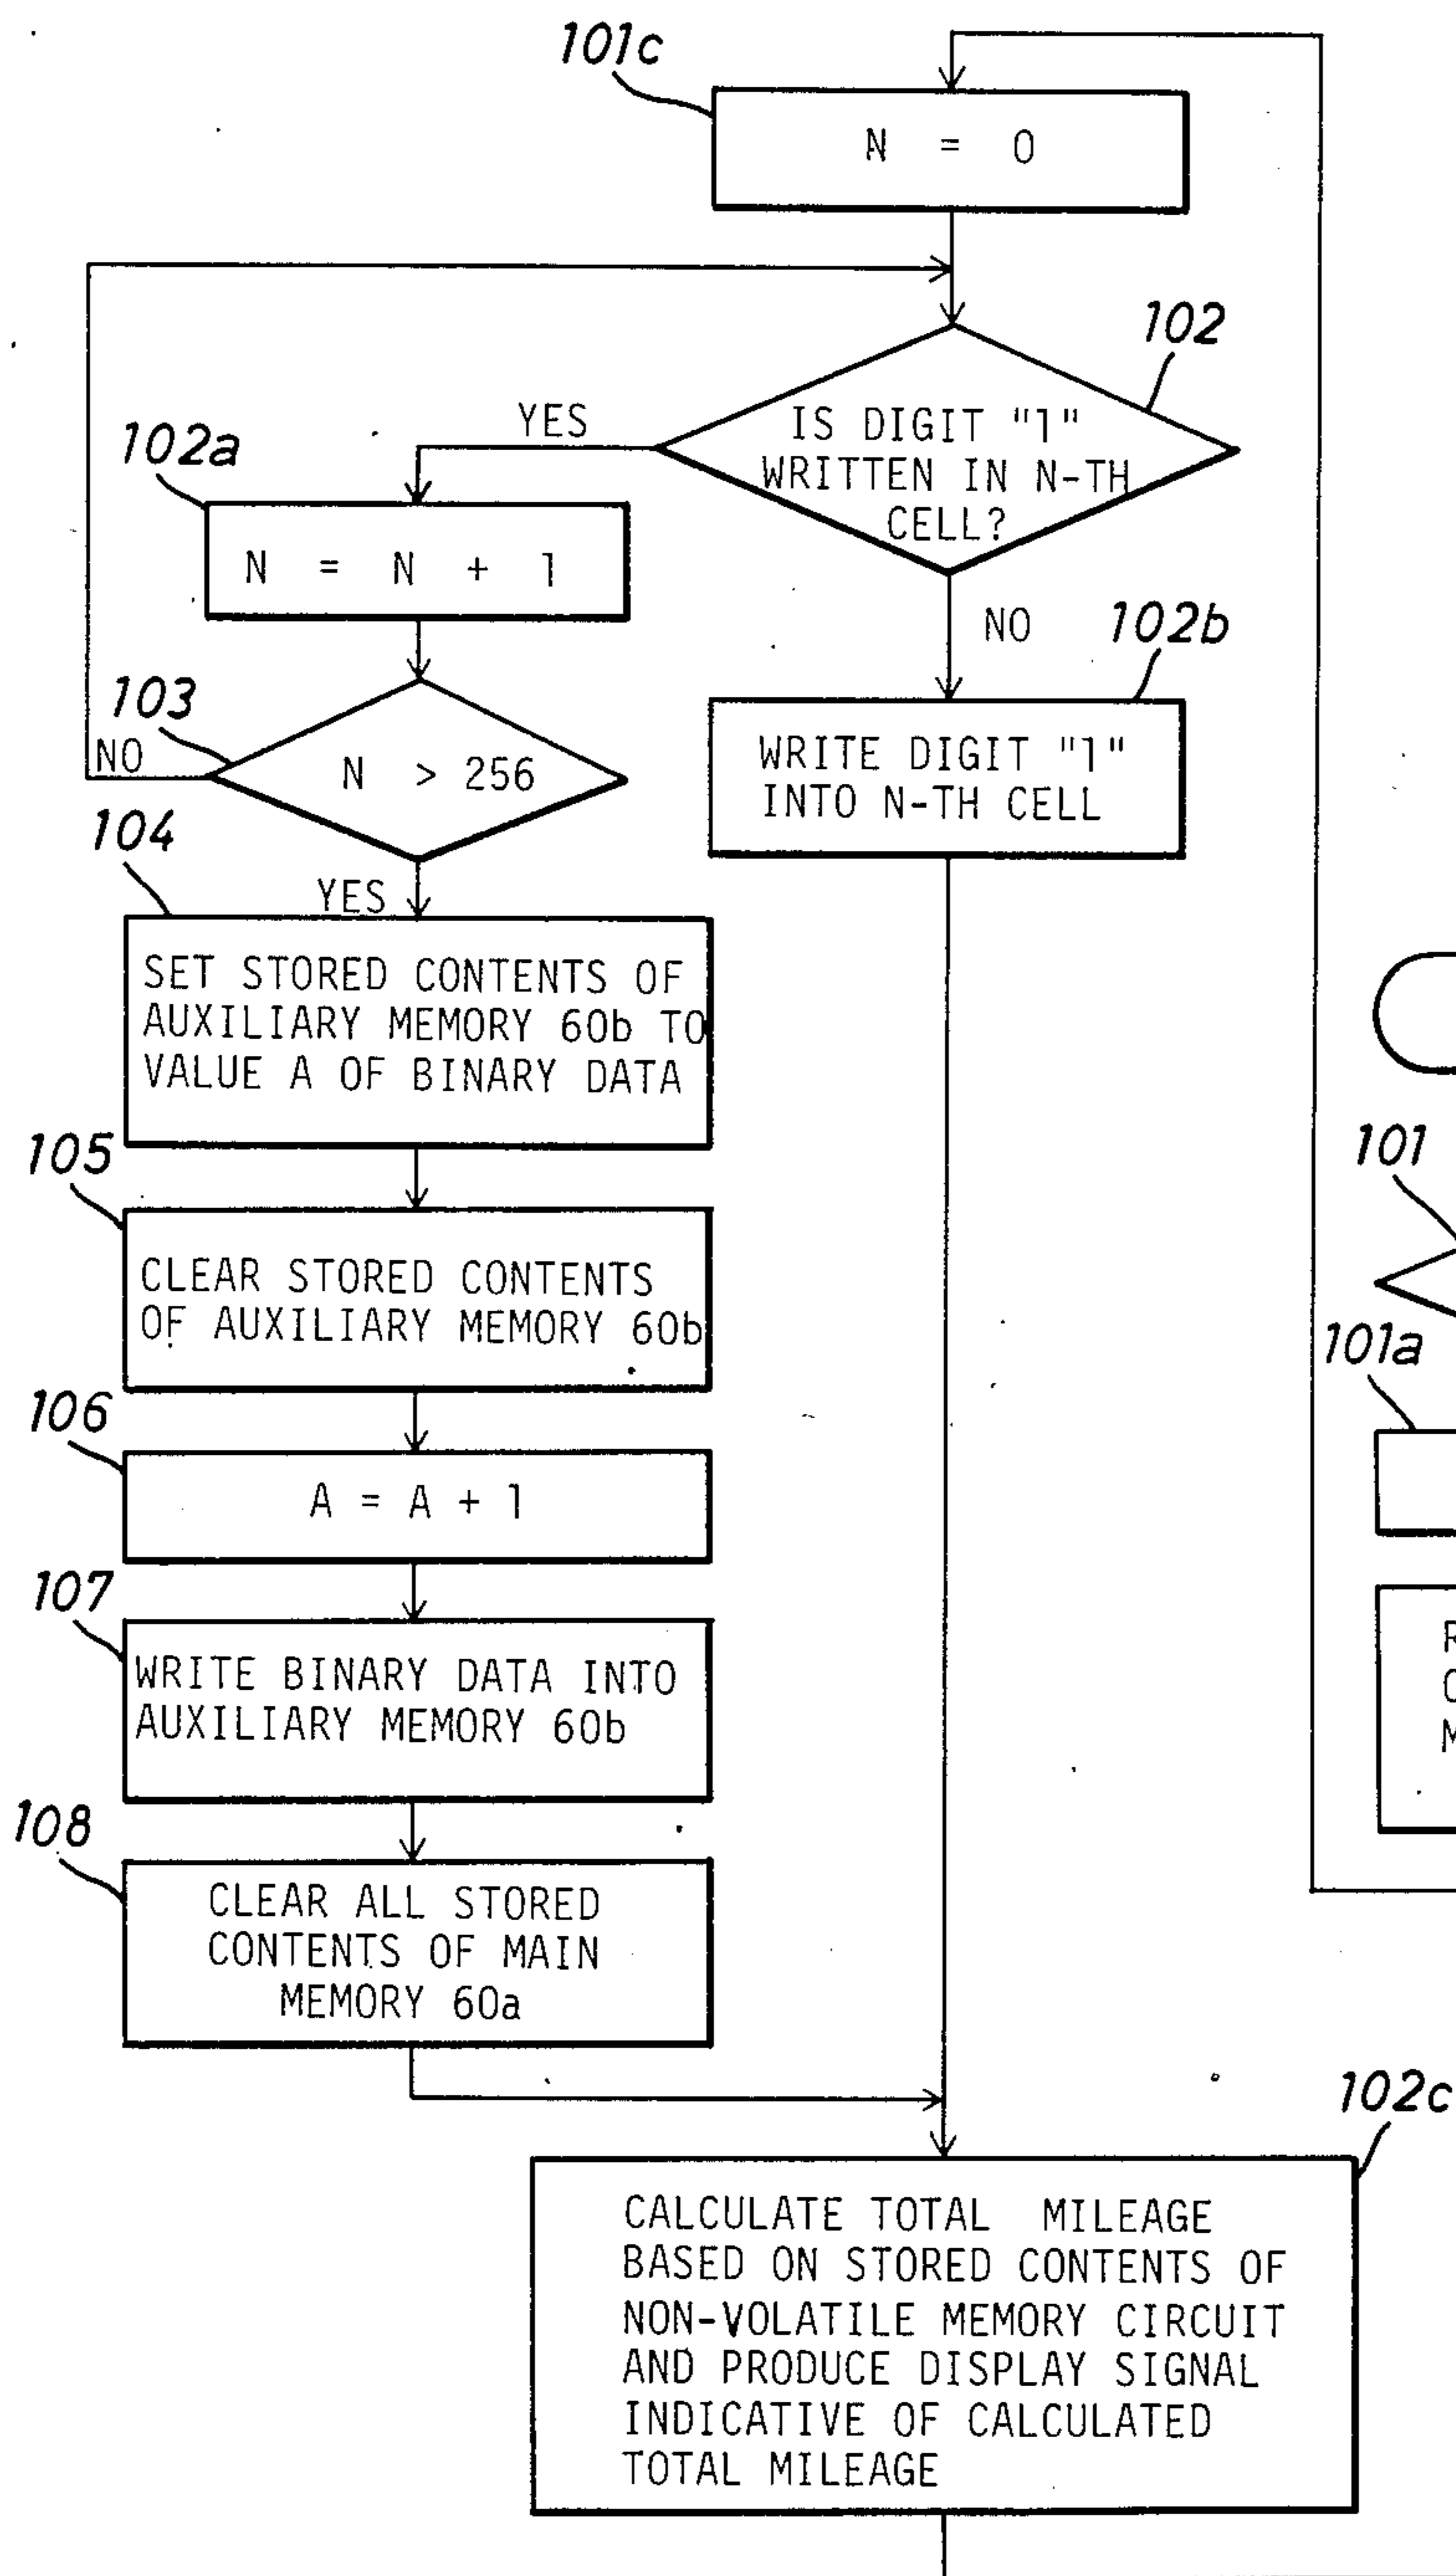 101c
N = 0
102
YES
IS DIGIT "1"
WRITTEN IN N-TH
CELL?
102a
N = N + 1
NO
102b
103
NO
N > 256
WRITE DIGIT "1"
INTO N-TH CELL
104
YES
SET STORED CONTENTS OF
AUXILIARY MEMORY 60b TO
VALUE A OF BINARY DATA
105
101
CLEAR STORED CONTENTS
OF AUXILIARY MEMORY 60b
101a
106
A = A + 1
107
WRITE BINARY DATA INTO
AUXILIARY MEMORY 60b
108
CLEAR ALL STORED
CONTENTS OF MAIN
MEMORY 60a
102c
CALCULATE TOTAL MILEAGE
BASED ON STORED CONTENTS OF
NON-VOLATILE MEMORY CIRCUIT
AND PRODUCE DISPLAY SIGNAL
INDICATIVE OF CALCULATED
TOTAL MILEAGE